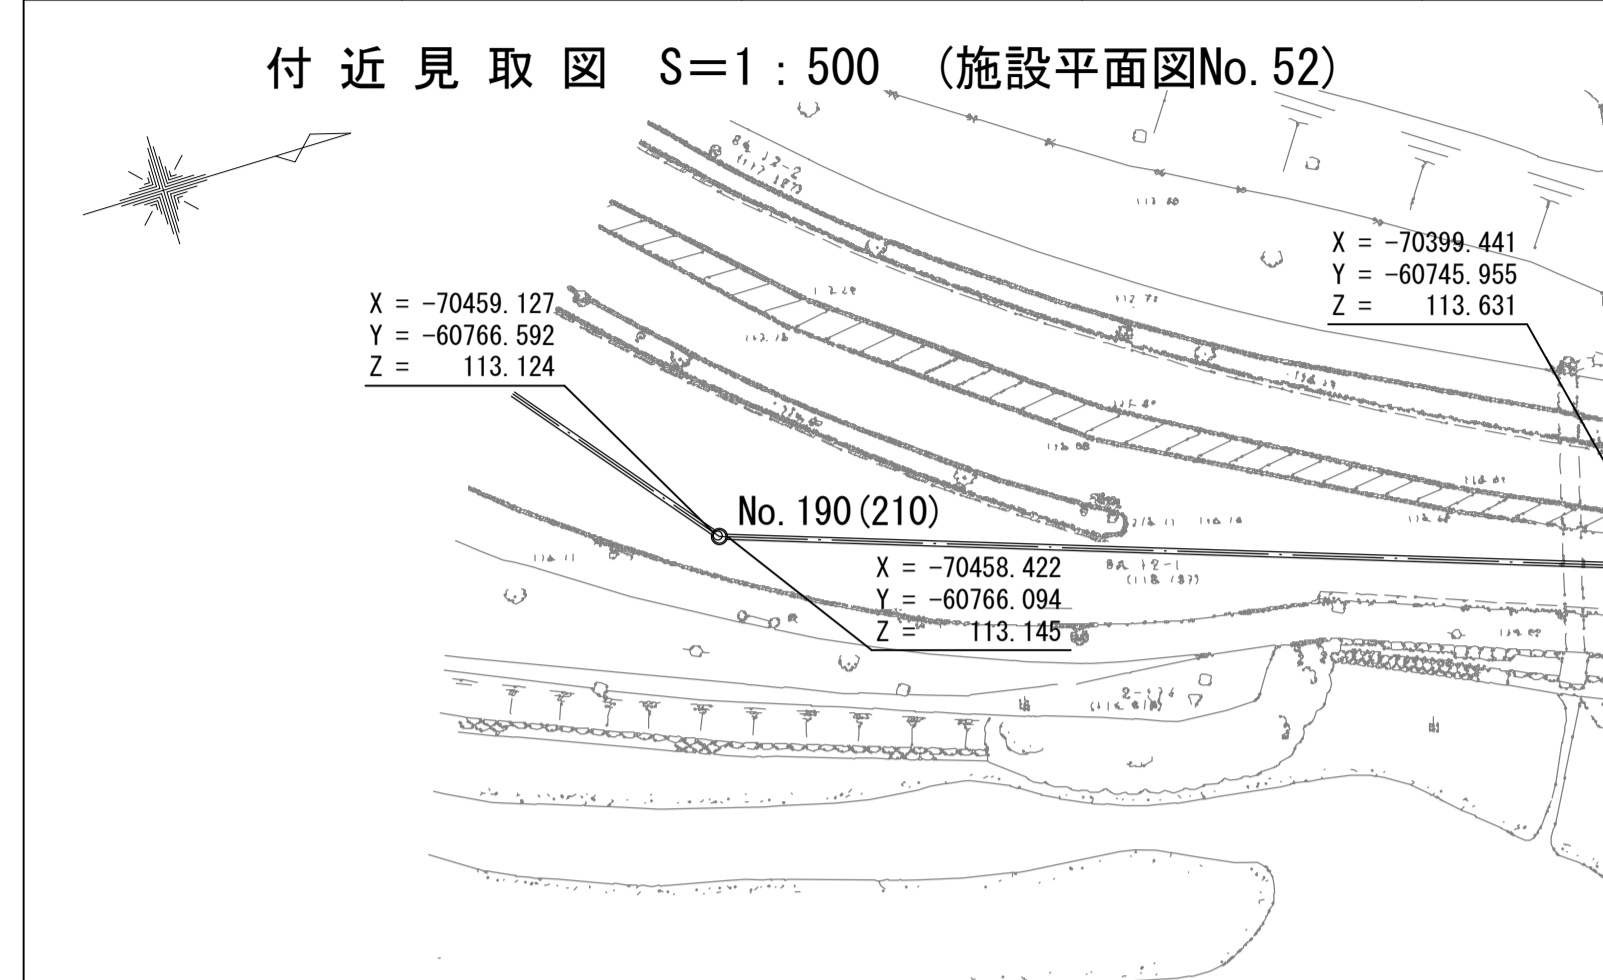 付近見取図 S=1:500 (施設平面図No.52)
X = -70399.441
Y = -60745.955
Z = 113.631
X = -70459.127
Y = -60766.592
Z = 113.124
No.190(210)
X = -70458.422
Y = -60766.094
Z = 113.145